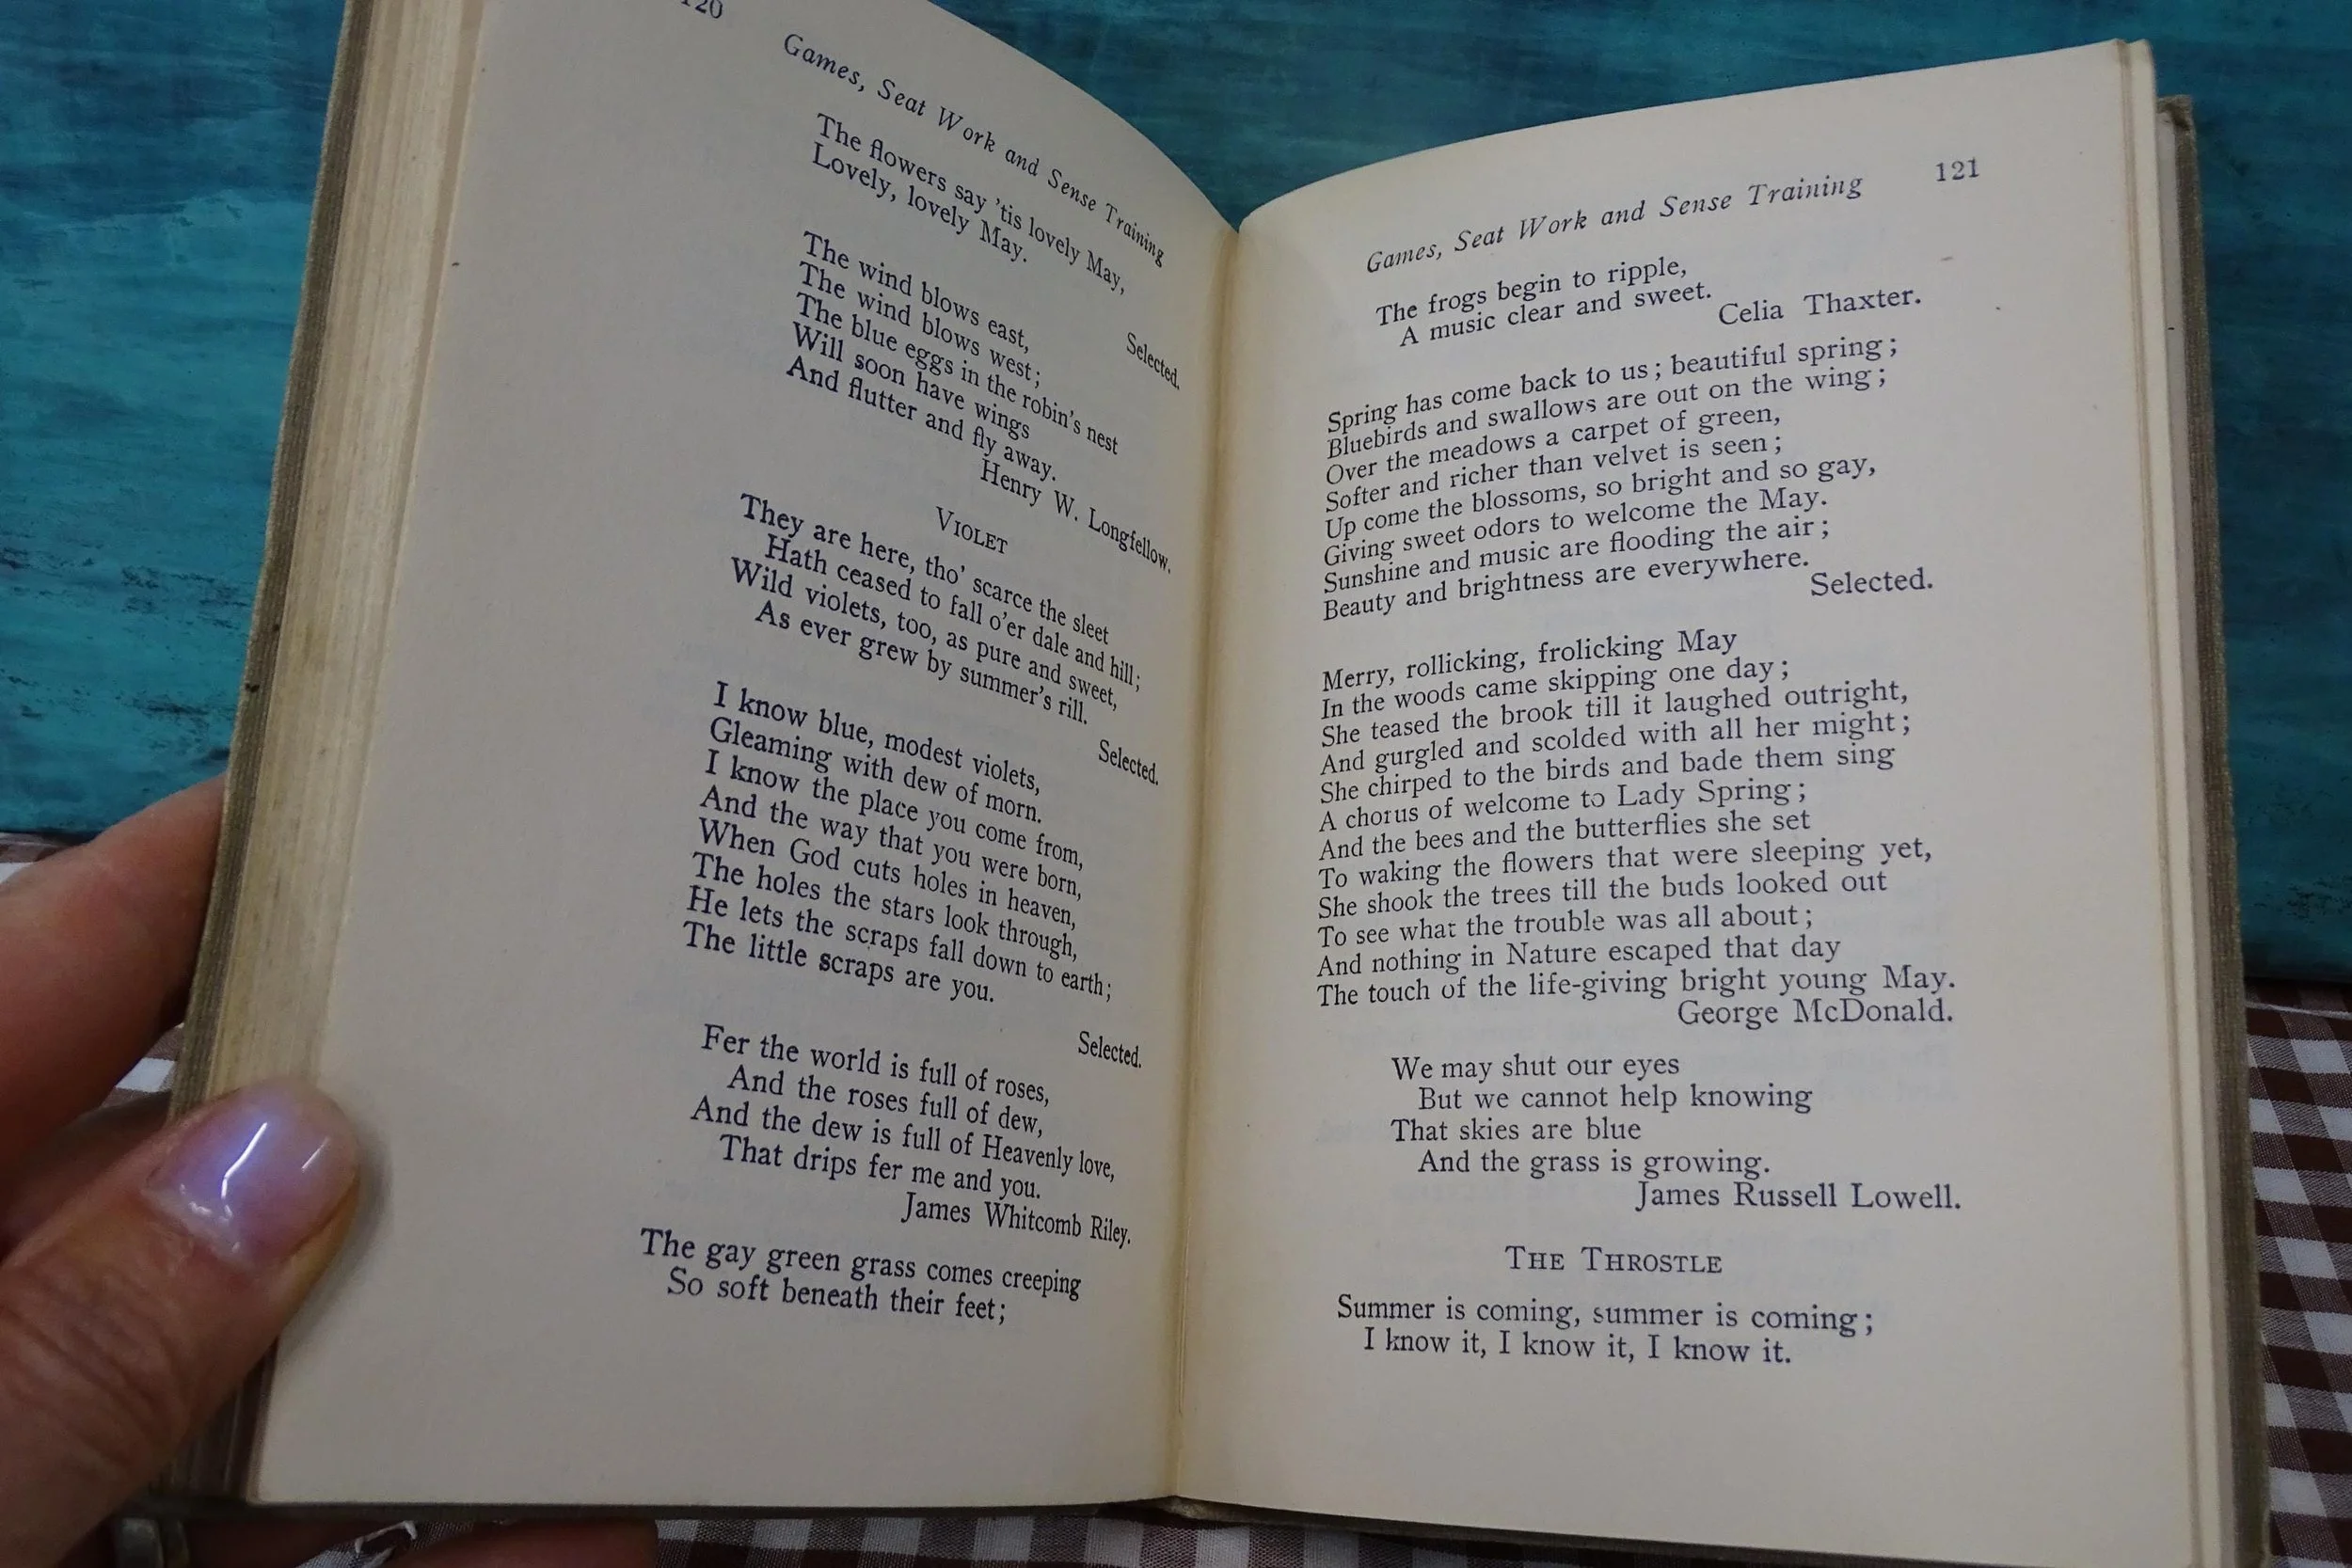 120
Games, Seat Work and Sense Training
The flowers say 'tis lovely May,
Lovely, lovely May.
Selected.
The wind blows east,
The wind blows west;
The blue eggs in the robin's nest
Will soon have wings
And flutter and fly away.
Henry W. Longfellow.
VIOLET
They are here, tho' scarce the sleet
Hath ceased to fall o'er dale and hill;
Wild violets, too, as pure and sweet,
As ever grew by summer's rill.
Selected.
I know blue, modest violets,
Gleaming with dew of morn.
I know the place you come from,
And the way that you were born,
When God cuts holes in heaven,
The holes the stars look through,
He lets the scraps fall down to earth;
The little scraps are you.
Selected.
Fer the world is full of roses,
And the roses full of dew,
And the dew is full of Heavenly love,
That drips fer me and you.
James Whitcomb Riley.
The gay green grass comes creeping
So soft beneath their feet;
121
Games, Seat Work and Sense Training
The frogs begin to ripple,
A music clear and sweet.
Celia Thaxter.
Spring has come back to us; beautiful spring;
Bluebirds and swallows are out on the wing;
Over the meadows a carpet of green,
Softer and richer than velvet is seen;
Up come the blossoms, so bright and so gay,
Giving sweet odors to welcome the May.
Sunshine and music are flooding the air;
Beauty and brightness are everywhere.
Selected.
Merry, rollicking, frolicking May
In the woods came skipping one day;
She teased the brook till it laughed outright,
And gurgled and scolded with all her might;
She chirped to the birds and bade them sing
A chorus of welcome to Lady Spring;
And the bees and the butterflies she set
To waking the flowers that were sleeping yet,
She shook the trees till the buds looked out
To see what the trouble was all about;
And nothing in Nature escaped that day
The touch of the life-giving bright young May.
George McDonald.
We may shut our eyes
But we cannot help knowing
That skies are blue
And the grass is growing.
James Russell Lowell.
THE THROSTLE
Summer is coming, summer is coming;
I know it, I know it, I know it.